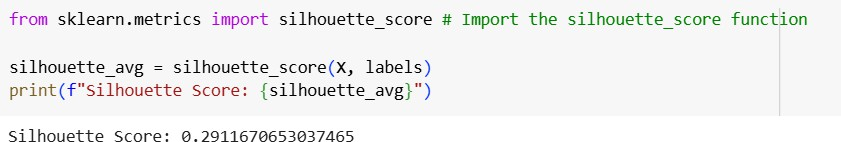 from sklearn.metrics import silhouette_score # Import the silhouette_score function
silhouette_avg = silhouette_score(X, labels)
print(f"Silhouette Score: {silhouette_avg}")
Silhouette Score: 0.2911670653037465